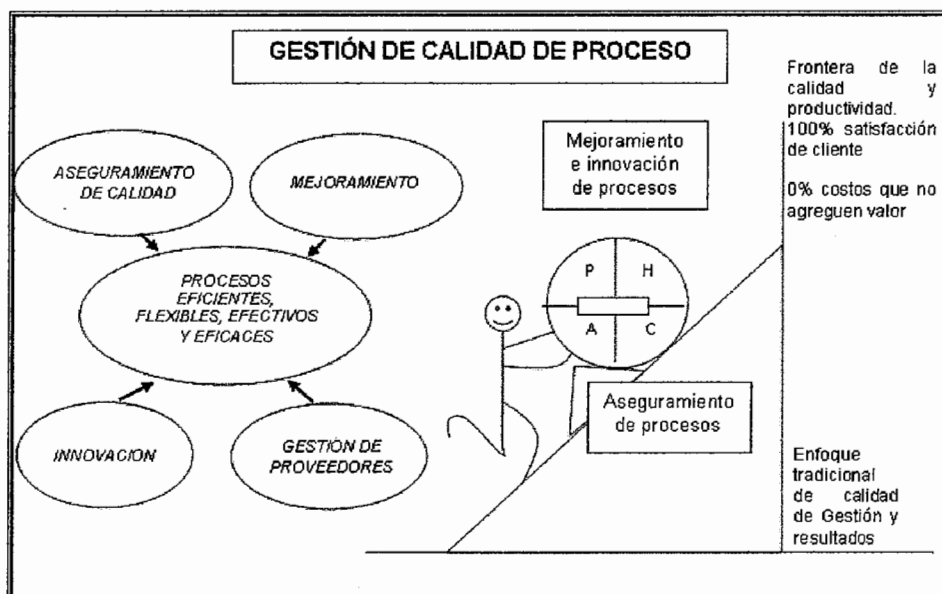 GESTIÓN DE CALIDAD DE PROCESO
ASEGURAMIENTO
DE CALIDAD
MEJORAMIENTO
PROCESOS
EFICIENTES,
FLEXIBLES, EFECTIVOS
Y EFICACES
INNOVACION
GESTIÓN DE
PROVEEDORES
Mejoramiento
e innovación
de procesos
P H
A C
Aseguramiento
de procesos
Frontera de la
calidad y
productividad.
100% satisfacción
de cliente
0% costos que no
agreguen valor
Enfoque
tradicional
de calidad
de Gestión y
resultados